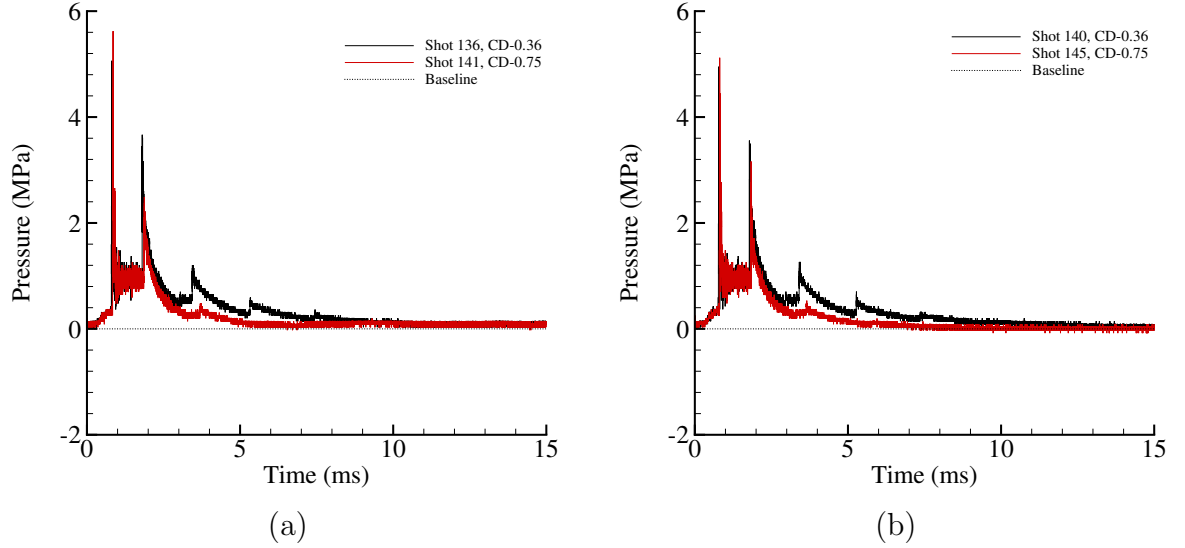 6
4
2
0
-2
Pressure (MPa)
Shot 136, CD-0.36
Shot 141, CD-0.75
Baseline
0
5
10
15
Time (ms)
(a)
6
4
2
0
-2
Pressure (MPa)
Shot 140, CD-0.36
Shot 145, CD-0.75
Baseline
0
5
10
15
Time (ms)
(b)